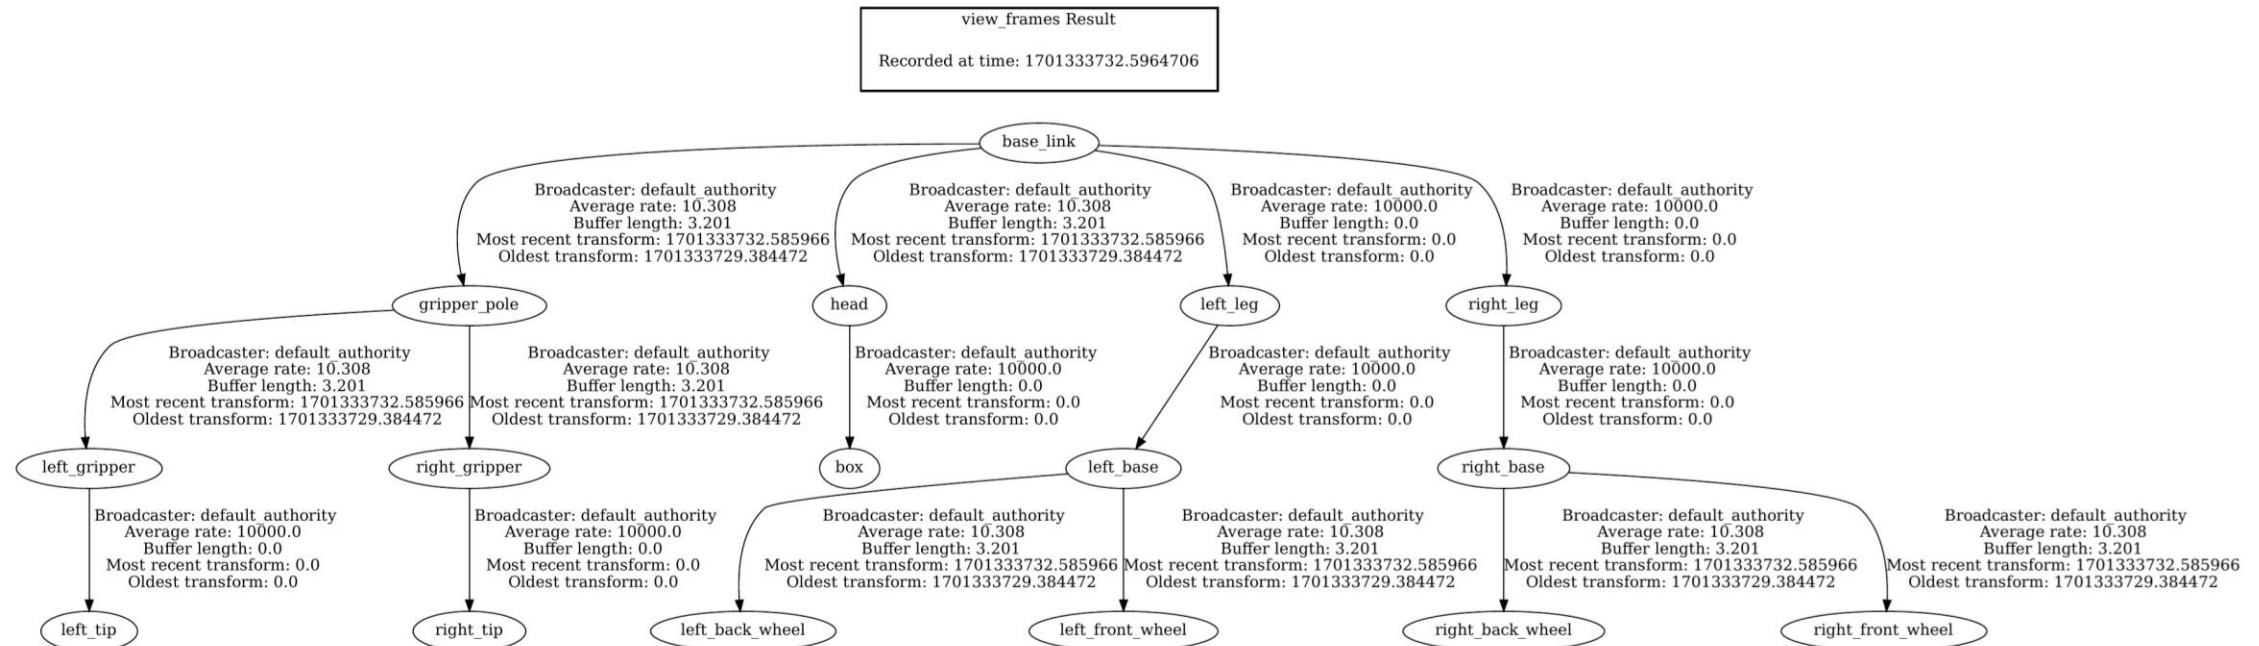 view_frames Result
Recorded at time: 1701333732.5964706
base_link
Broadcaster: default_authority
Average rate: 10.308
Buffer length: 3.201
Most recent transform: 1701333732.585966
Oldest transform: 1701333729.384472
Broadcaster: default_authority
Average rate: 10.308
Buffer length: 3.201
Most recent transform: 1701333732.585966
Oldest transform: 1701333729.384472
Broadcaster: default_authority
Average rate: 10000.0
Buffer length: 0.0
Most recent transform: 0.0
Oldest transform: 0.0
Broadcaster: default_authority
Average rate: 10000.0
Buffer length: 0.0
Most recent transform: 0.0
Oldest transform: 0.0
gripper_pole
head
left_leg
right_leg
Broadcaster: default_authority
Average rate: 10.308
Buffer length: 3.201
Most recent transform: 1701333732.585966
Oldest transform: 1701333729.384472
Broadcaster: default_authority
Average rate: 10.308
Buffer length: 3.201
Most recent transform: 1701333732.585966
Oldest transform: 1701333729.384472
Broadcaster: default_authority
Average rate: 10000.0
Buffer length: 0.0
Most recent transform: 0.0
Oldest transform: 0.0
Broadcaster: default_authority
Average rate: 10000.0
Buffer length: 0.0
Most recent transform: 0.0
Oldest transform: 0.0
Broadcaster: default_authority
Average rate: 10000.0
Buffer length: 0.0
Most recent transform: 0.0
Oldest transform: 0.0
left_gripper
right_gripper
box
left_base
right_base
Broadcaster: default_authority
Average rate: 10000.0
Buffer length: 0.0
Most recent transform: 0.0
Oldest transform: 0.0
Broadcaster: default_authority
Average rate: 10000.0
Buffer length: 0.0
Most recent transform: 0.0
Oldest transform: 0.0
Broadcaster: default_authority
Average rate: 10.308
Buffer length: 3.201
Most recent transform: 1701333732.585966
Oldest transform: 1701333729.384472
Broadcaster: default_authority
Average rate: 10.308
Buffer length: 3.201
Most recent transform: 1701333732.585966
Oldest transform: 1701333729.384472
Broadcaster: default_authority
Average rate: 10.308
Buffer length: 3.201
Most recent transform: 1701333732.585966
Oldest transform: 1701333729.384472
Broadcaster: default_authority
Average rate: 10.308
Buffer length: 3.201
Most recent transform: 1701333732.585966
Oldest transform: 1701333729.384472
left_tip
right_tip
left_back_wheel
left_front_wheel
right_back_wheel
right_front_wheel